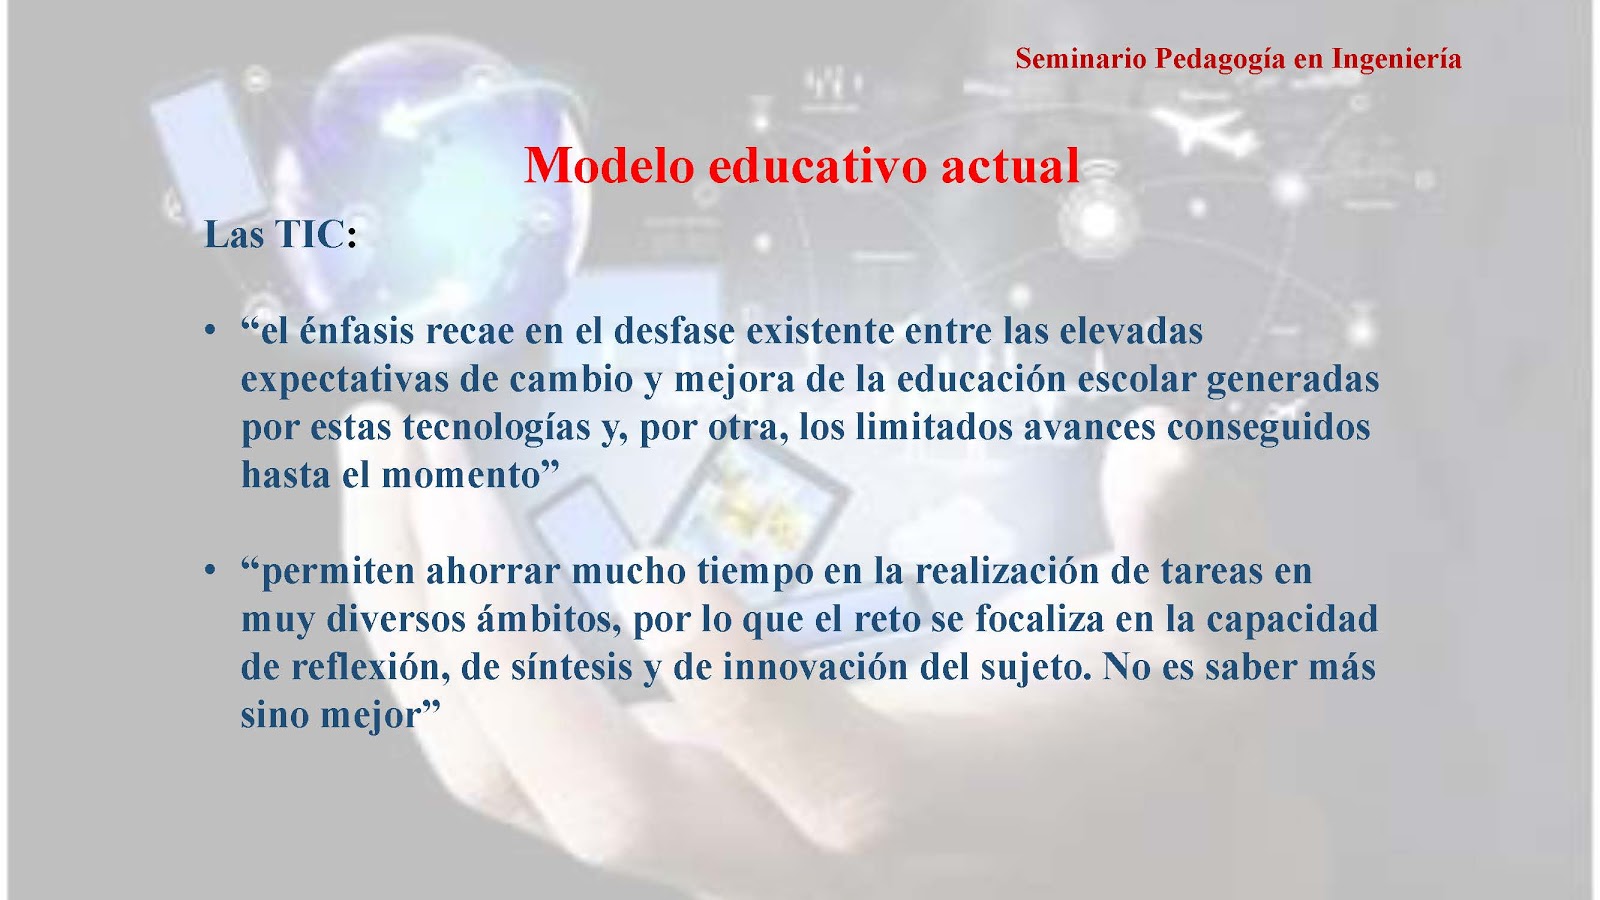 Seminario Pedagogía en Ingeniería
Modelo educativo actual
Las TIC:
• “el énfasis recae en el desfase existente entre las elevadas
expectativas de cambio y mejora de la educación escolar generadas
por estas tecnologías y, por otra, los limitados avances conseguidos
hasta el momento”
• “permiten ahorrar mucho tiempo en la realización de tareas en
muy diversos ámbitos, por lo que el reto se focaliza en la capacidad
de reflexión, de síntesis y de innovación del sujeto. No es saber más
sino mejor”